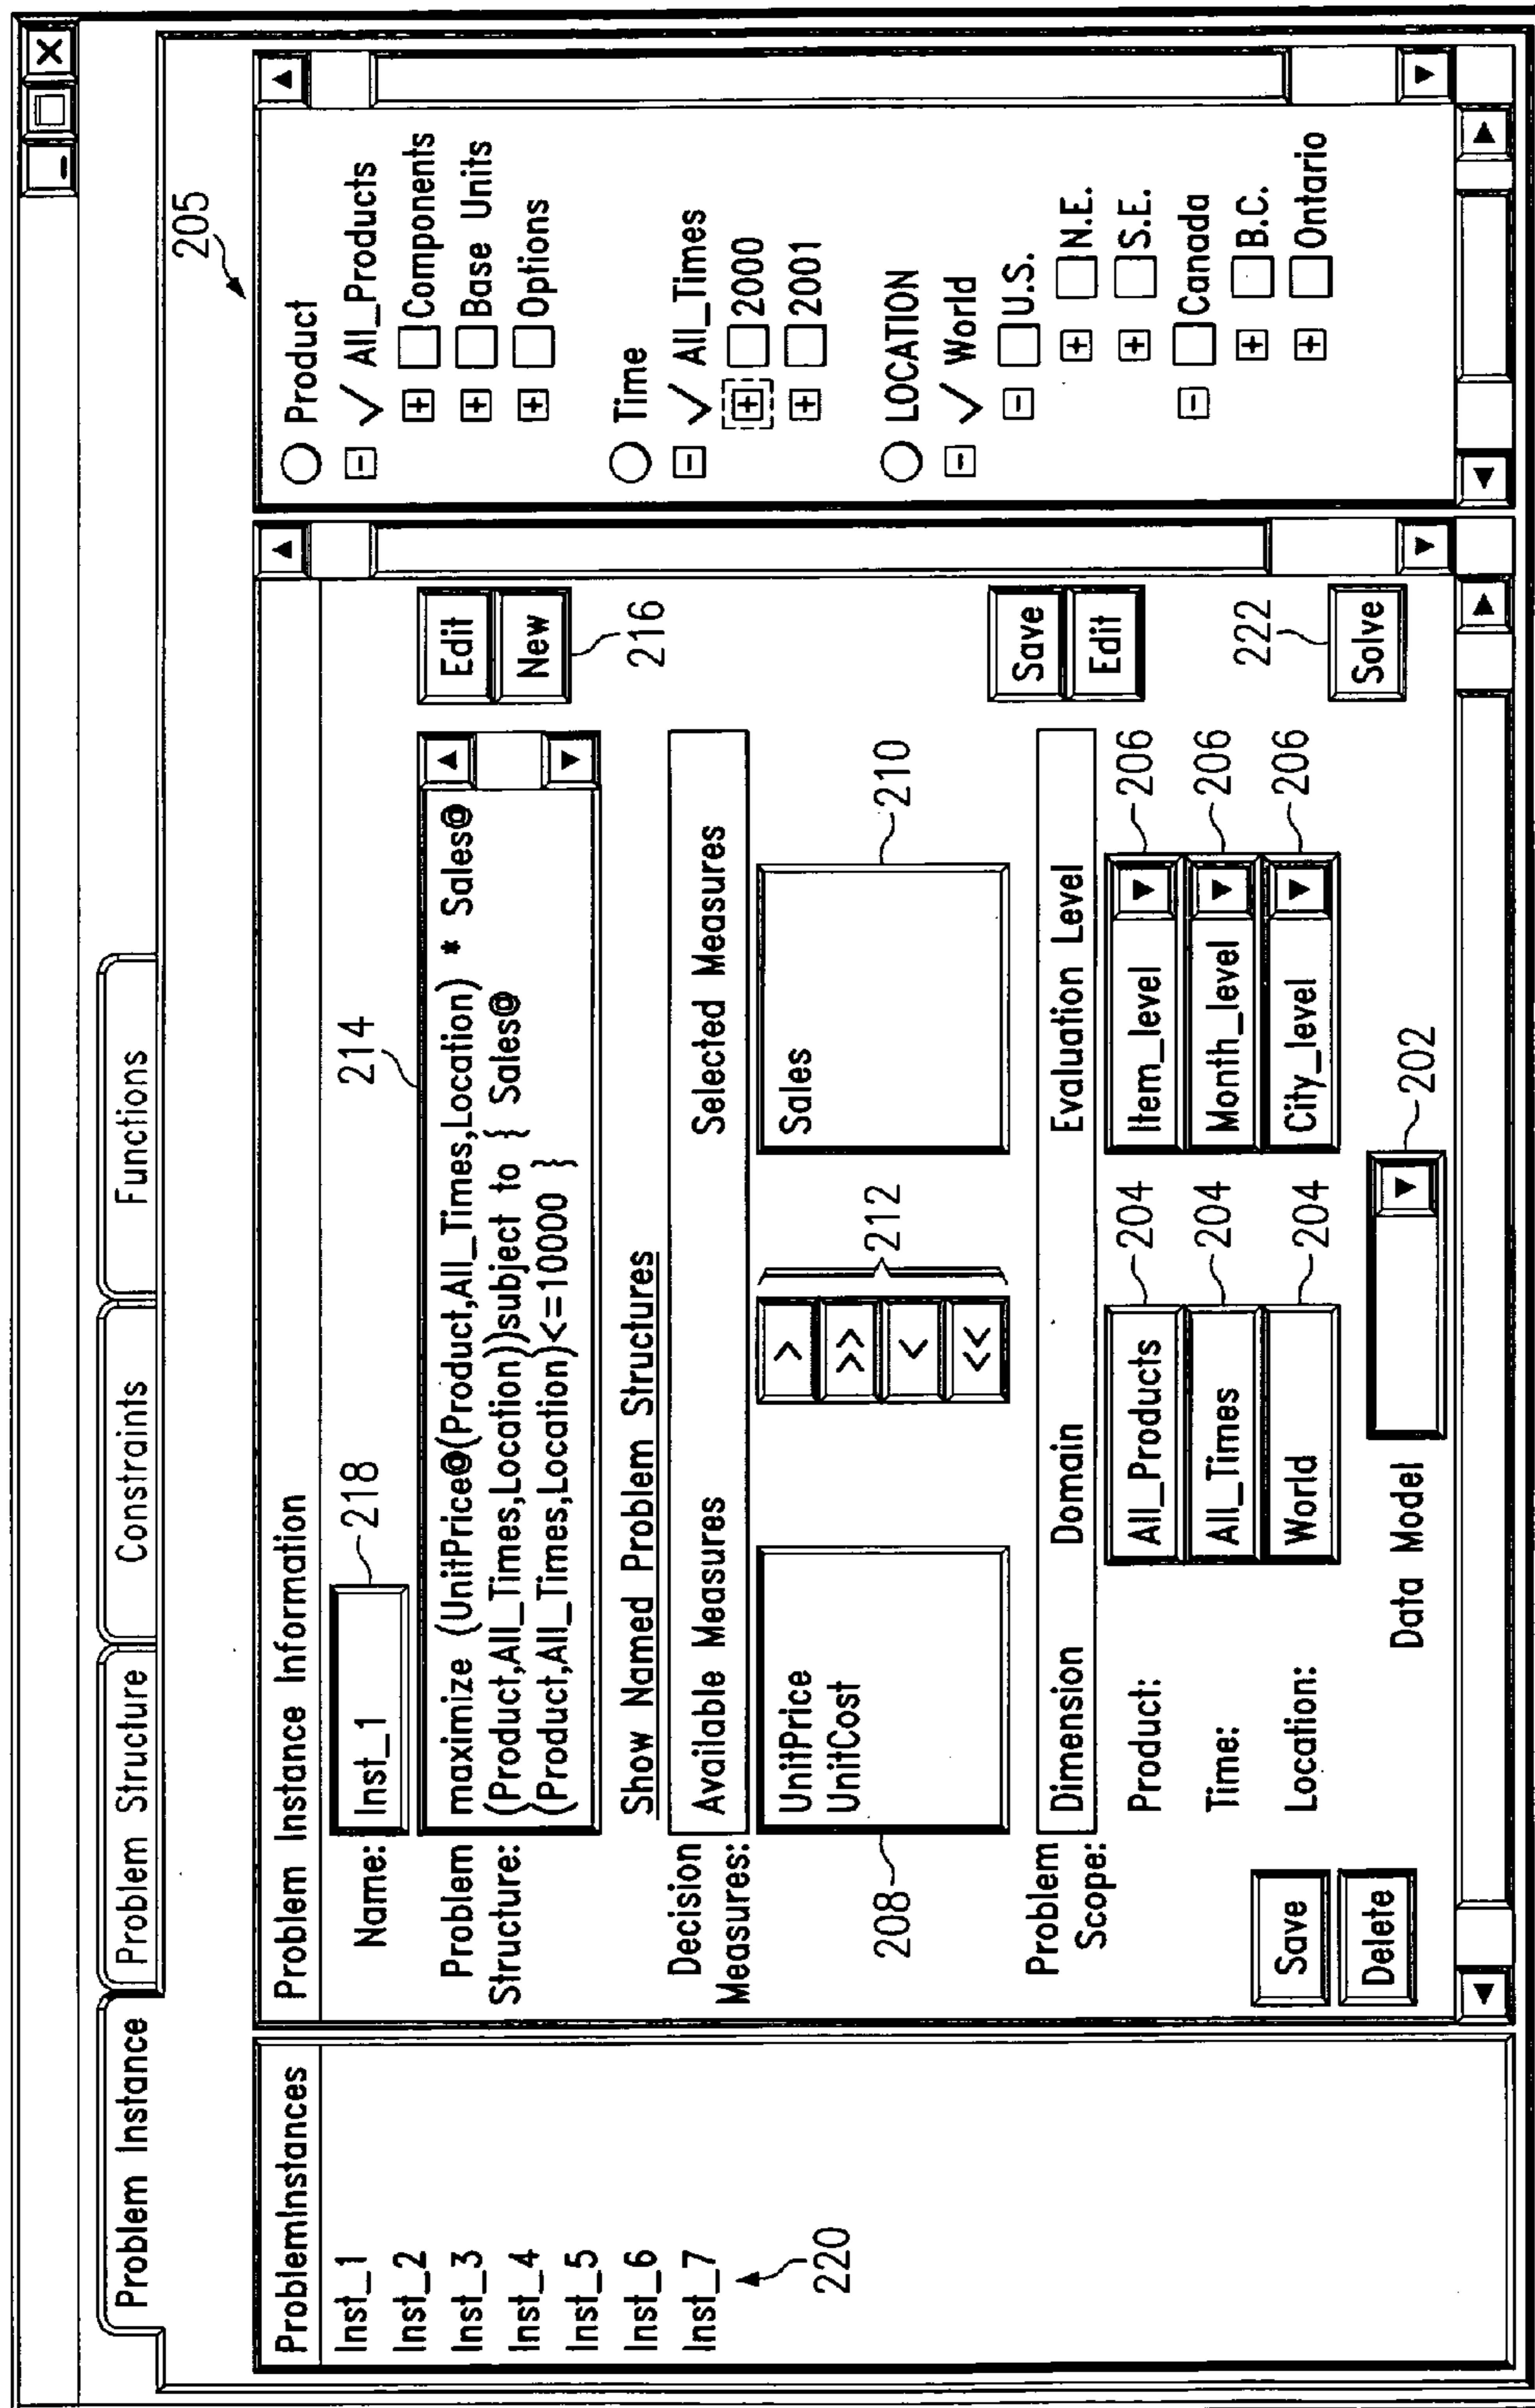 Problem Instance
Problem Structure
Constraints
Functions
205
ProblemInstances
Inst_1
Inst_2
Inst_3
Inst_4
Inst_5
Inst_6
Inst_7
220
Problem Instance Information
Name:
Inst_1
218
214
Problem
Structure:
maximize (UnitPrice@(Product,All_Times,Location) * Sales@
(Product,All_Times,Location))subject to { Sales@
(Product,All_Times,Location)<=10000 }
Edit
New
216
Show Named Problem Structures
Decision
Measures:
Available Measures
Selected Measures
UnitPrice
UnitCost
208
>
>>
<
<<
212
Sales
210
Save
Edit
Problem
Scope:
Dimension
Domain
Evaluation Level
Product:
All_Products
204
Item_level
206
Time:
All_Times
204
Month_level
206
Location:
World
204
City_level
206
222
Solve
Save
Delete
Data Model
202
Product
All_Products
Components
Base Units
Options
Time
All_Times
2000
2001
LOCATION
World
U.S.
N.E.
S.E.
Canada
B.C.
Ontario